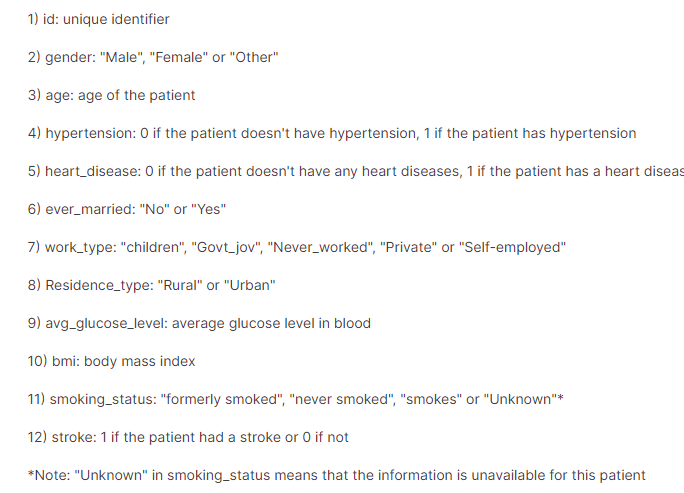 1) id: unique identifier
2) gender: "Male", "Female" or "Other"
3) age: age of the patient
4) hypertension: 0 if the patient doesn't have hypertension, 1 if the patient has hypertension
5) heart_disease: 0 if the patient doesn't have any heart diseases, 1 if the patient has a heart diseas
6) ever_married: "No" or "Yes"
7) work_type: "children", "Govt_jov", "Never_worked", "Private" or "Self-employed"
8) Residence_type: "Rural" or "Urban"
9) avg_glucose_level: average glucose level in blood
10) bmi: body mass index
11) smoking_status: "formerly smoked", "never smoked", "smokes" or "Unknown"*
12) stroke: 1 if the patient had a stroke or 0 if not
*Note: "Unknown" in smoking_status means that the information is unavailable for this patient